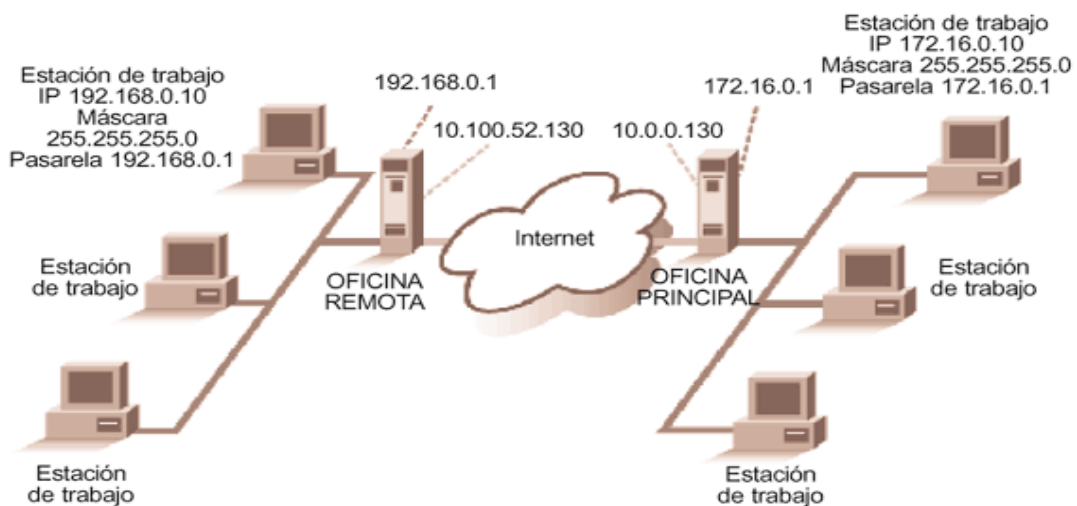 Estación de trabajo
IP 192.168.0.10
Máscara
255.255.255.0
Pasarela 192.168.0.1
192.168.0.1
10.100.52.130
172.16.0.1
10.0.0.130
Estación de trabajo
IP 172.16.0.10
Máscara 255.255.255.0
Pasarela 172.16.0.1
Internet
OFICINA
REMOTA
OFICINA
PRINCIPAL
Estación
de trabajo
Estación
de trabajo
Estación
de trabajo
Estación
de trabajo